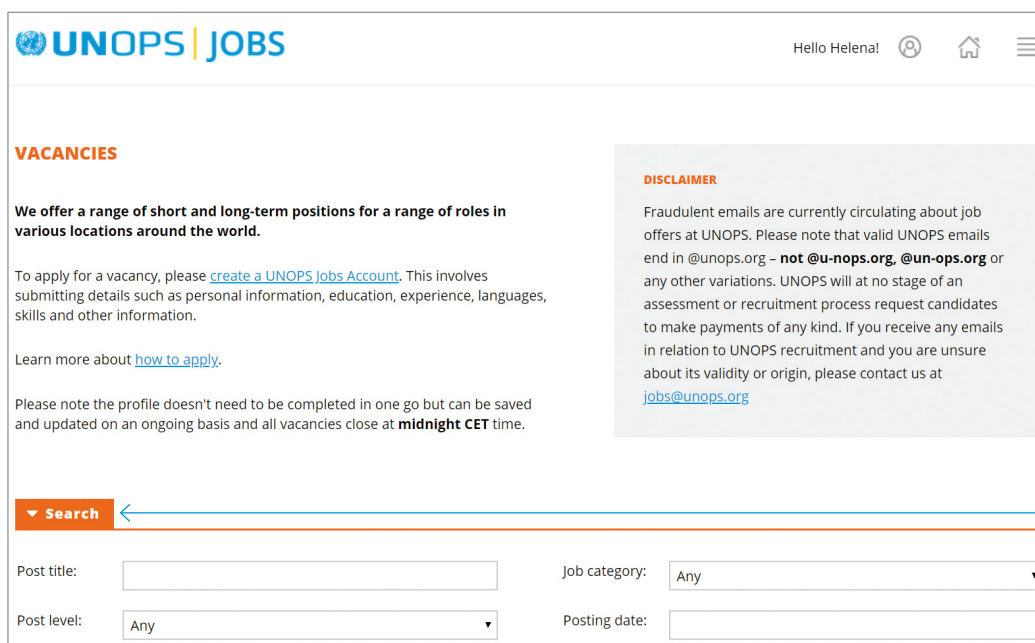 UNOPS | JOBS
Hello Helena!
VACANCIES
We offer a range of short and long-term positions for a range of roles in
various locations around the world.
To apply for a vacancy, please create a UNOPS Jobs Account. This involves
submitting details such as personal information, education, experience, languages,
skills and other information.
Learn more about how to apply.
Please note the profile doesn't need to be completed in one go but can be saved
and updated on an ongoing basis and all vacancies close at midnight CET time.
DISCLAIMER
Fraudulent emails are currently circulating about job
offers at UNOPS. Please note that valid UNOPS emails
end in @unops.org – not @u-nops.org, @un-ops.org or
any other variations. UNOPS will at no stage of an
assessment or recruitment process request candidates
to make payments of any kind. If you receive any emails
in relation to UNOPS recruitment and you are unsure
about its validity or origin, please contact us at
jobs@unops.org
Search
Post title:
Job category:
Any
Post level:
Any
Posting date: